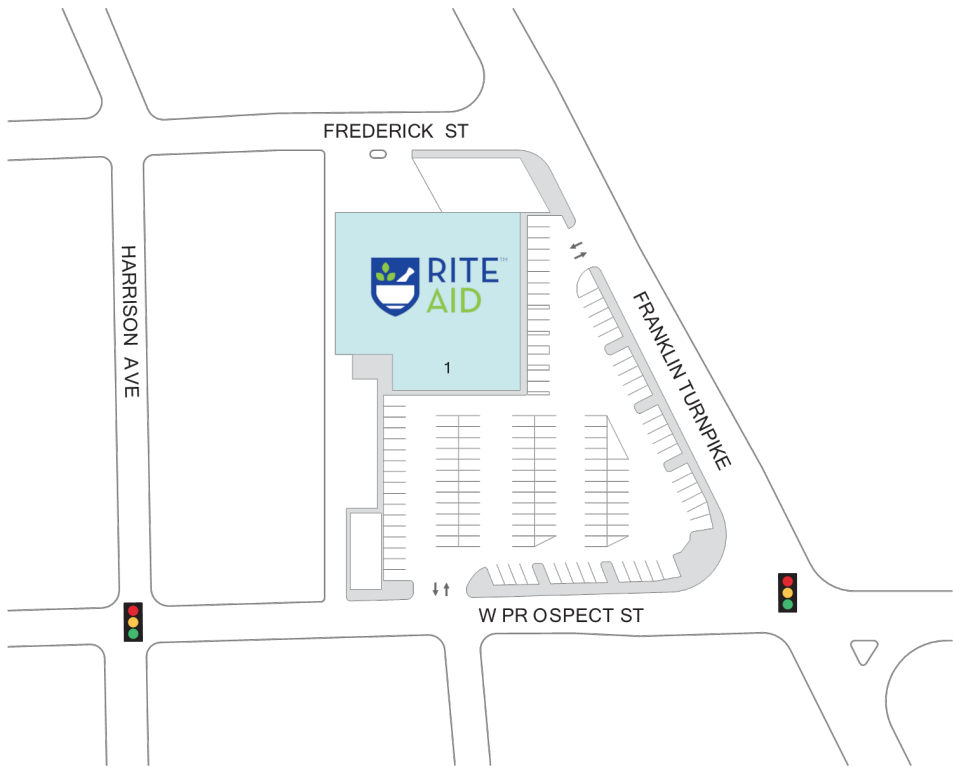 FREDERICK ST
HARRISON AVE
RITE™
AID
1
FRANKLIN TURNPIKE
W PR OSPECT ST